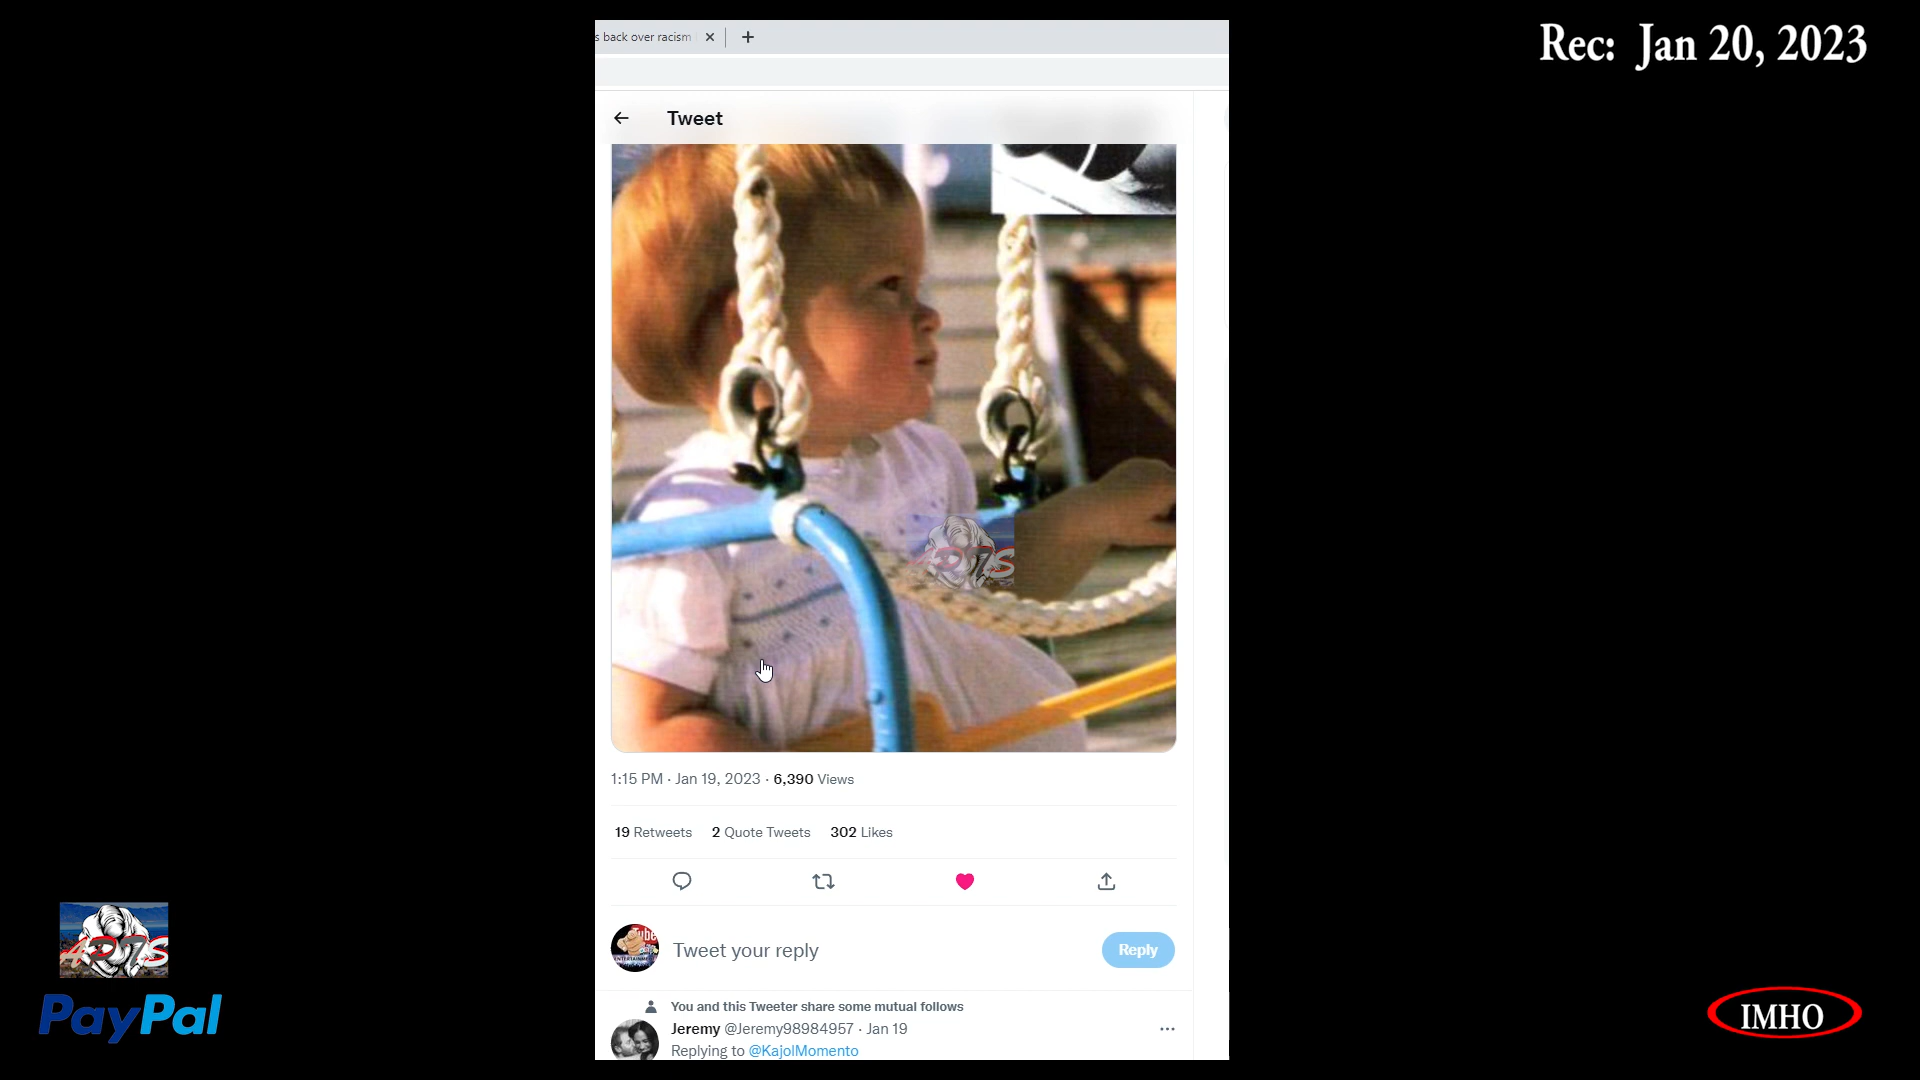 s back over racism
Rec: Jan 20, 2023
Tweet
1:15 PM · Jan 19, 2023 · 6,390 Views
19 Retweets 2 Quote Tweets 302 Likes
Tweet your reply
Reply
You and this Tweeter share some mutual follows
Jeremy @Jeremy98984957 · Jan 19
Replying to @KajolMomento
PayPal
IMHO